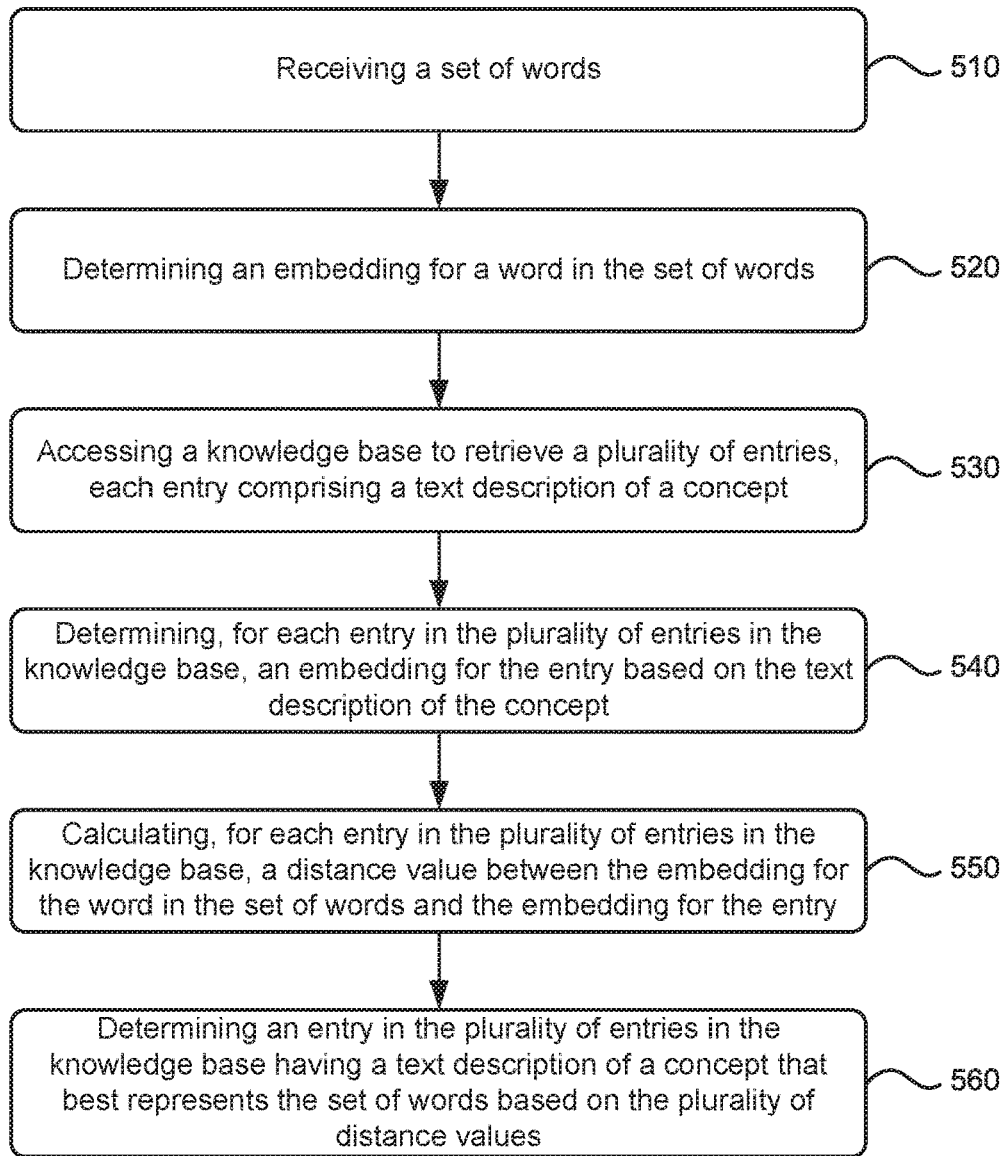 Receiving a set of words
510
Determining an embedding for a word in the set of words
520
Accessing a knowledge base to retrieve a plurality of entries,
each entry comprising a text description of a concept
530
Determining, for each entry in the plurality of entries in the
knowledge base, an embedding for the entry based on the text
description of the concept
540
Calculating, for each entry in the plurality of entries in the
knowledge base, a distance value between the embedding for
the word in the set of words and the embedding for the entry
550
Determining an entry in the plurality of entries in the
knowledge base having a text description of a concept that
best represents the set of words based on the plurality of
distance values
560